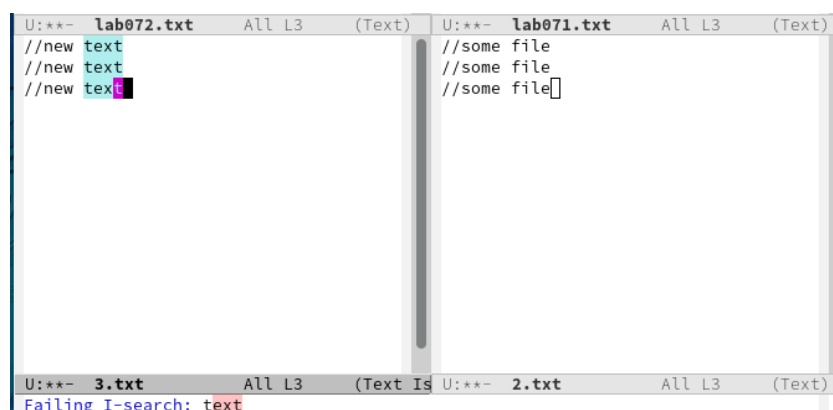 U:**-  lab072.txt     All L3     (Text)
//new text
//new text
//new text
U:**-  3.txt          All L3     (Text Is
U:**-  lab071.txt     All L3     (Text)
//some file
//some file
//some file
U:**-  2.txt          All L3     (Text)
Failing I-search: text